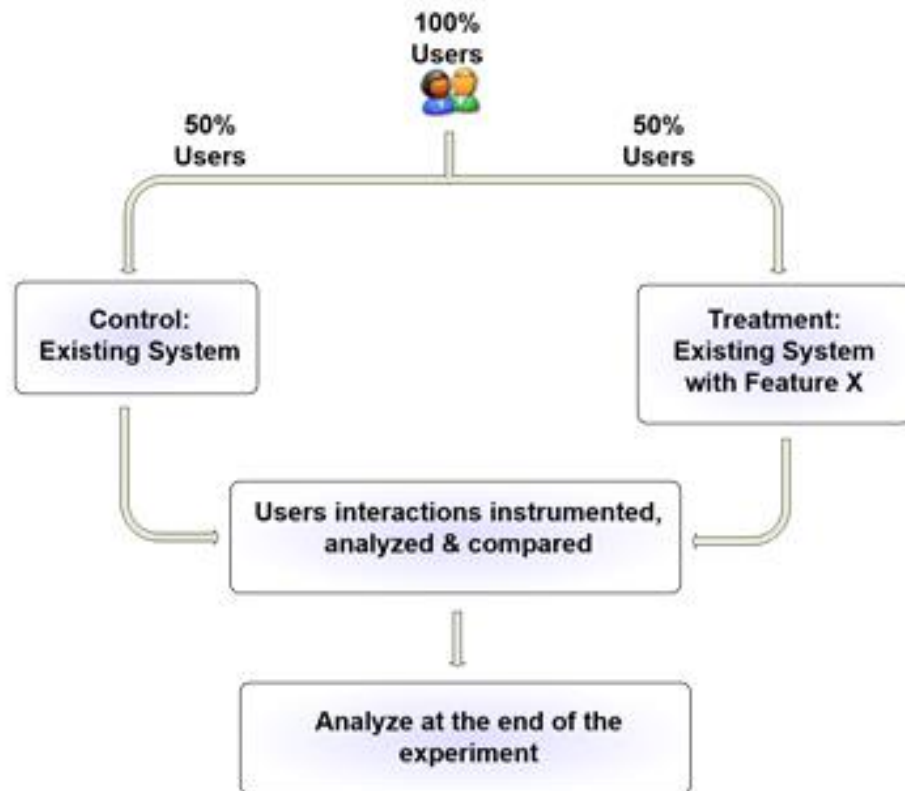 100%
Users
50%
Users
50%
Users
Control:
Existing System
Treatment:
Existing System
with Feature X
Users interactions instrumented,
analyzed & compared
Analyze at the end of the
experiment